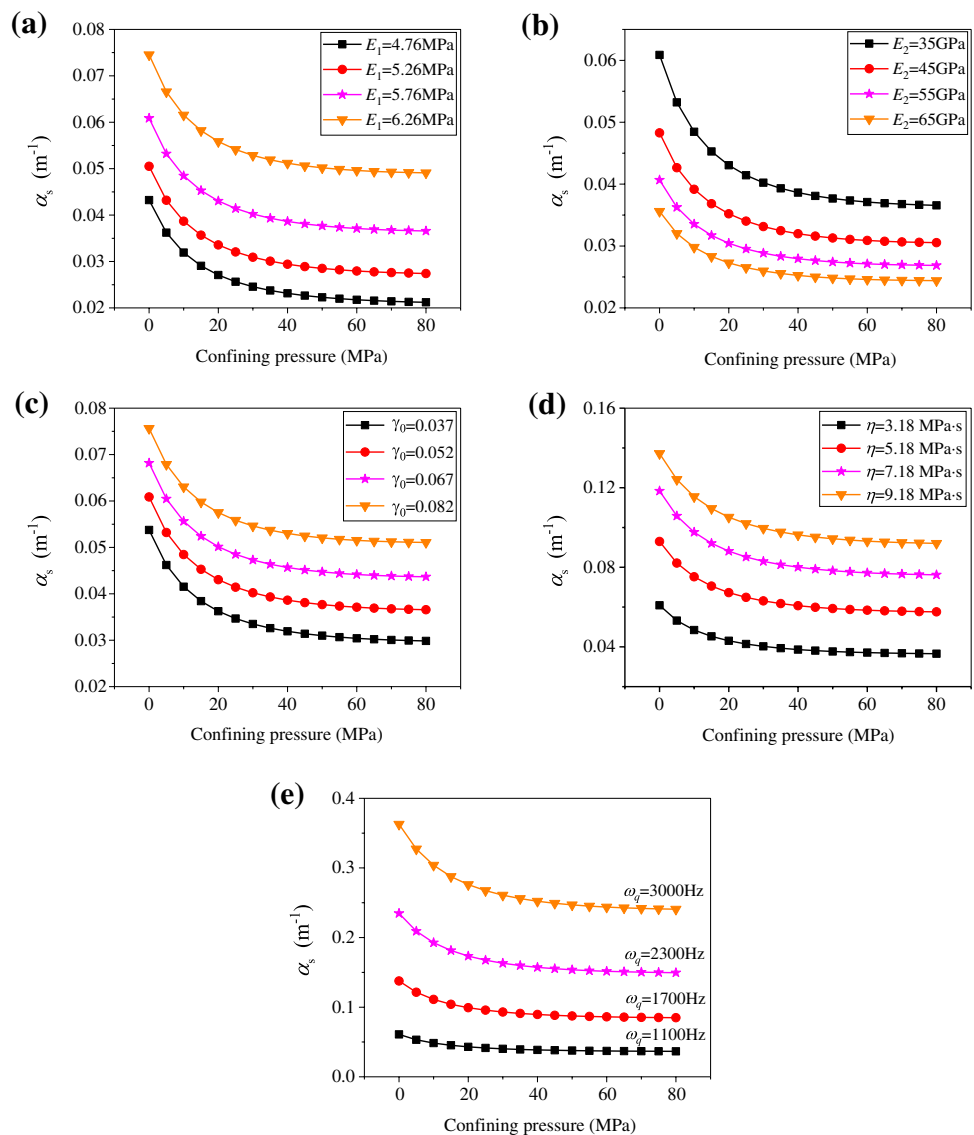 (a)
0.08
0.07
0.06
0.05
0.04
0.03
0.02
αs (m⁻¹)
E1=4.76MPa
E1=5.26MPa
E1=5.76MPa
E1=6.26MPa
0 20 40 60 80
Confining pressure (MPa)
(b)
0.06
0.05
0.04
0.03
0.02
αs (m⁻¹)
E2=35GPa
E2=45GPa
E2=55GPa
E2=65GPa
0 20 40 60 80
Confining pressure (MPa)
(c)
0.08
0.07
0.06
0.05
0.04
0.03
0.02
αs (m⁻¹)
γ0=0.037
γ0=0.052
γ0=0.067
γ0=0.082
0 20 40 60 80
Confining pressure (MPa)
(d)
0.16
0.12
0.08
0.04
αs (m⁻¹)
η=3.18 MPa·s
η=5.18 MPa·s
η=7.18 MPa·s
η=9.18 MPa·s
0 20 40 60 80
Confining pressure (MPa)
(e)
0.4
0.3
0.2
0.1
0.0
αs (m⁻¹)
ωq=3000Hz
ωq=2300Hz
ωq=1700Hz
ωq=1100Hz
0 20 40 60 80
Confining pressure (MPa)